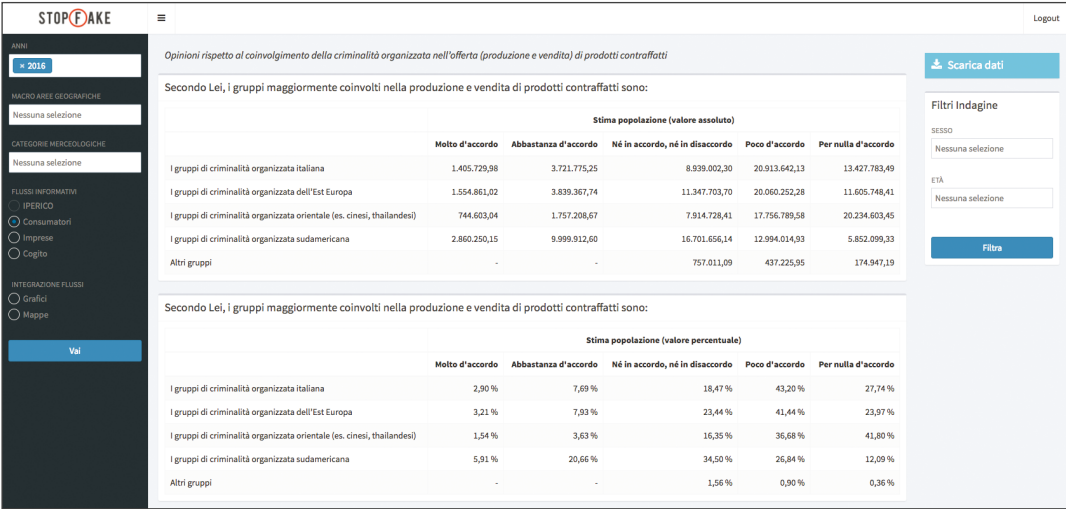 STOPFAKE
≡
Logout
ANNI
× 2016
MACRO AREE GEOGRAFICHE
Nessuna selezione
CATEGORIE MERCEOLOGICHE
Nessuna selezione
FLUSSI INFORMATIVI
IPERICO
Consumatori
Imprese
Cogito
INTEGRAZIONE FLUSSI
Grafici
Mappe
Vai
Opinioni rispetto al coinvolgimento della criminalità organizzata nell'offerta (produzione e vendita) di prodotti contraffatti
Secondo Lei, i gruppi maggiormente coinvolti nella produzione e vendita di prodotti contraffatti sono:
Stima popolazione (valore assoluto)
Molto d'accordo Abbastanza d'accordo Né in accordo, né in disaccordo Poco d'accordo Per nulla d'accordo
I gruppi di criminalità organizzata italiana 1.405.729,98 3.721.775,25 8.939.002,30 20.913.642,13 13.427.783,49
I gruppi di criminalità organizzata dell'Est Europa 1.554.861,02 3.839.367,74 11.347.703,70 20.060.252,28 11.605.748,41
I gruppi di criminalità organizzata orientale (es. cinesi, thailandesi) 744.603,04 1.757.208,67 7.914.728,41 17.756.789,58 20.234.603,45
I gruppi di criminalità organizzata sudamericana 2.860.250,15 9.999.912,60 16.701.656,14 12.994.014,93 5.852.099,33
Altri gruppi - - 757.011,09 437.225,95 174.947,19
Secondo Lei, i gruppi maggiormente coinvolti nella produzione e vendita di prodotti contraffatti sono:
Stima popolazione (valore percentuale)
Molto d'accordo Abbastanza d'accordo Né in accordo, né in disaccordo Poco d'accordo Per nulla d'accordo
I gruppi di criminalità organizzata italiana 2,90 % 7,69 % 18,47 % 43,20 % 27,74 %
I gruppi di criminalità organizzata dell'Est Europa 3,21 % 7,93 % 23,44 % 41,44 % 23,97 %
I gruppi di criminalità organizzata orientale (es. cinesi, thailandesi) 1,54 % 3,63 % 16,35 % 36,68 % 41,80 %
I gruppi di criminalità organizzata sudamericana 5,91 % 20,66 % 34,50 % 26,84 % 12,09 %
Altri gruppi - - 1,56 % 0,90 % 0,36 %
Scarica dati
Filtri Indagine
SESSO
Nessuna selezione
ETÀ
Nessuna selezione
Filtra